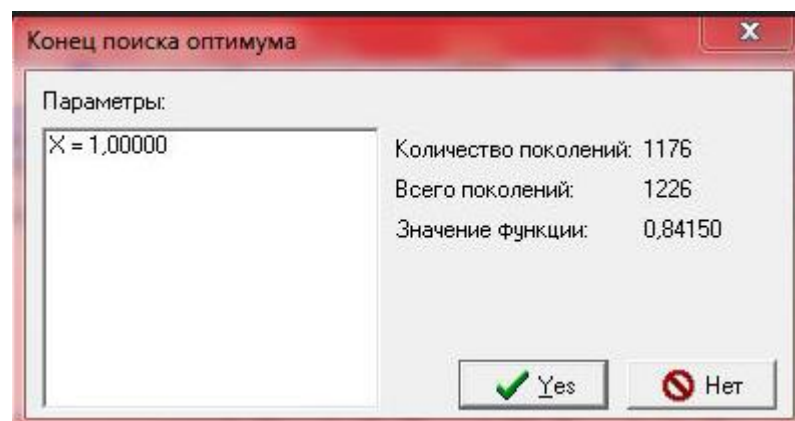 Конец поиска оптимума
Параметры:
X = 1,00000
Количество поколений: 1176
Всего поколений: 1226
Значение функции: 0,84150
Yes
Нет